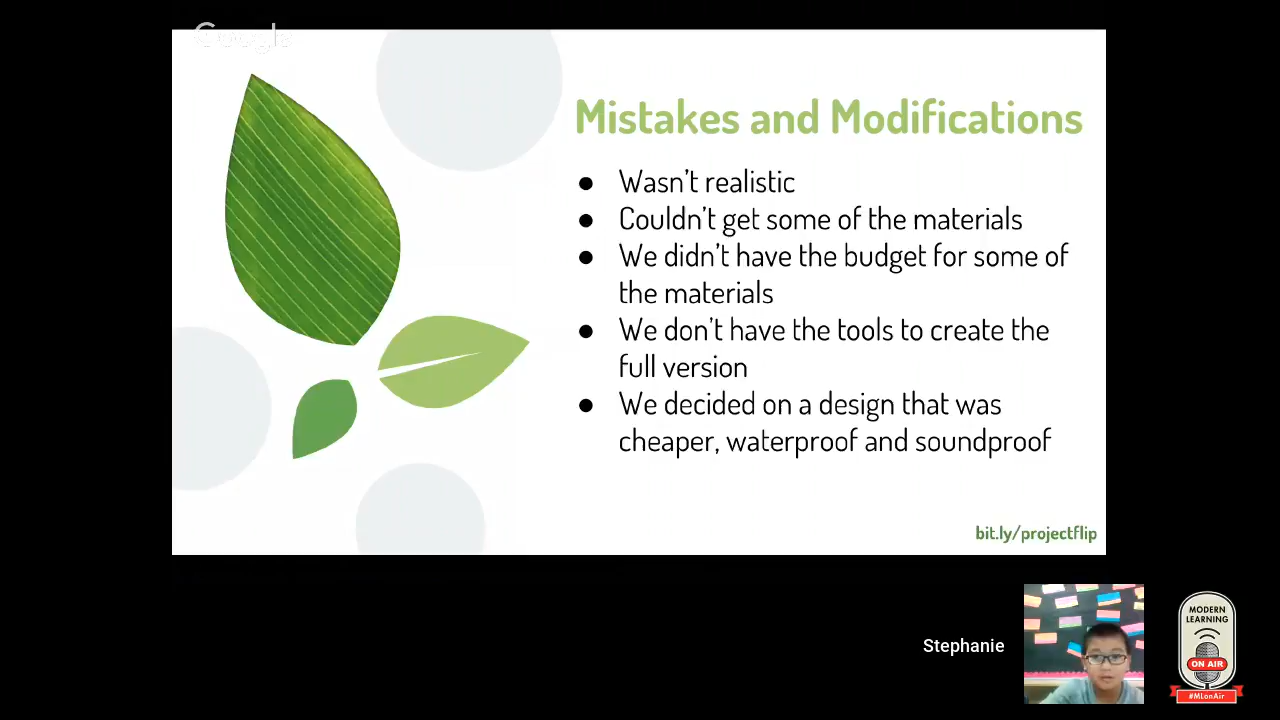 Google
Mistakes and Modifications
● Wasn't realistic
● Couldn't get some of the materials
● We didn't have the budget for some of
the materials
● We don't have the tools to create the
full version
● We decided on a design that was
cheaper, waterproof and soundproof
bit.ly/projectflip
Stephanie
MODERN
LEARNING
ON AIR
#MLonAir